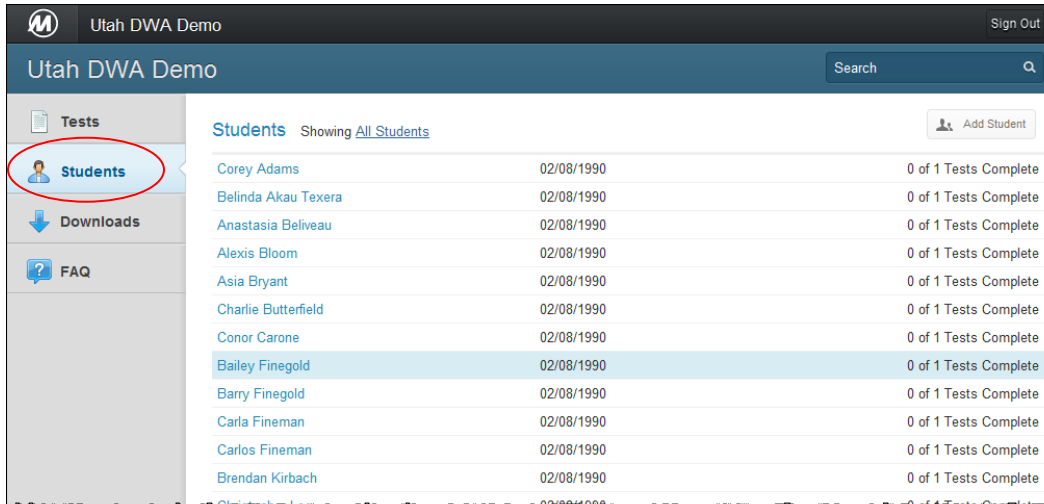 Utah DWA Demo
Sign Out
Utah DWA Demo
Search
Tests
Students
Downloads
FAQ
Students Showing All Students
Add Student
Corey Adams 02/08/1990 0 of 1 Tests Complete
Belinda Akau Texera 02/08/1990 0 of 1 Tests Complete
Anastasia Beliveau 02/08/1990 0 of 1 Tests Complete
Alexis Bloom 02/08/1990 0 of 1 Tests Complete
Asia Bryant 02/08/1990 0 of 1 Tests Complete
Charlie Butterfield 02/08/1990 0 of 1 Tests Complete
Conor Carone 02/08/1990 0 of 1 Tests Complete
Bailey Finegold 02/08/1990 0 of 1 Tests Complete
Barry Finegold 02/08/1990 0 of 1 Tests Complete
Carla Fineman 02/08/1990 0 of 1 Tests Complete
Carlos Fineman 02/08/1990 0 of 1 Tests Complete
Brendan Kirbach 02/08/1990 0 of 1 Tests Complete